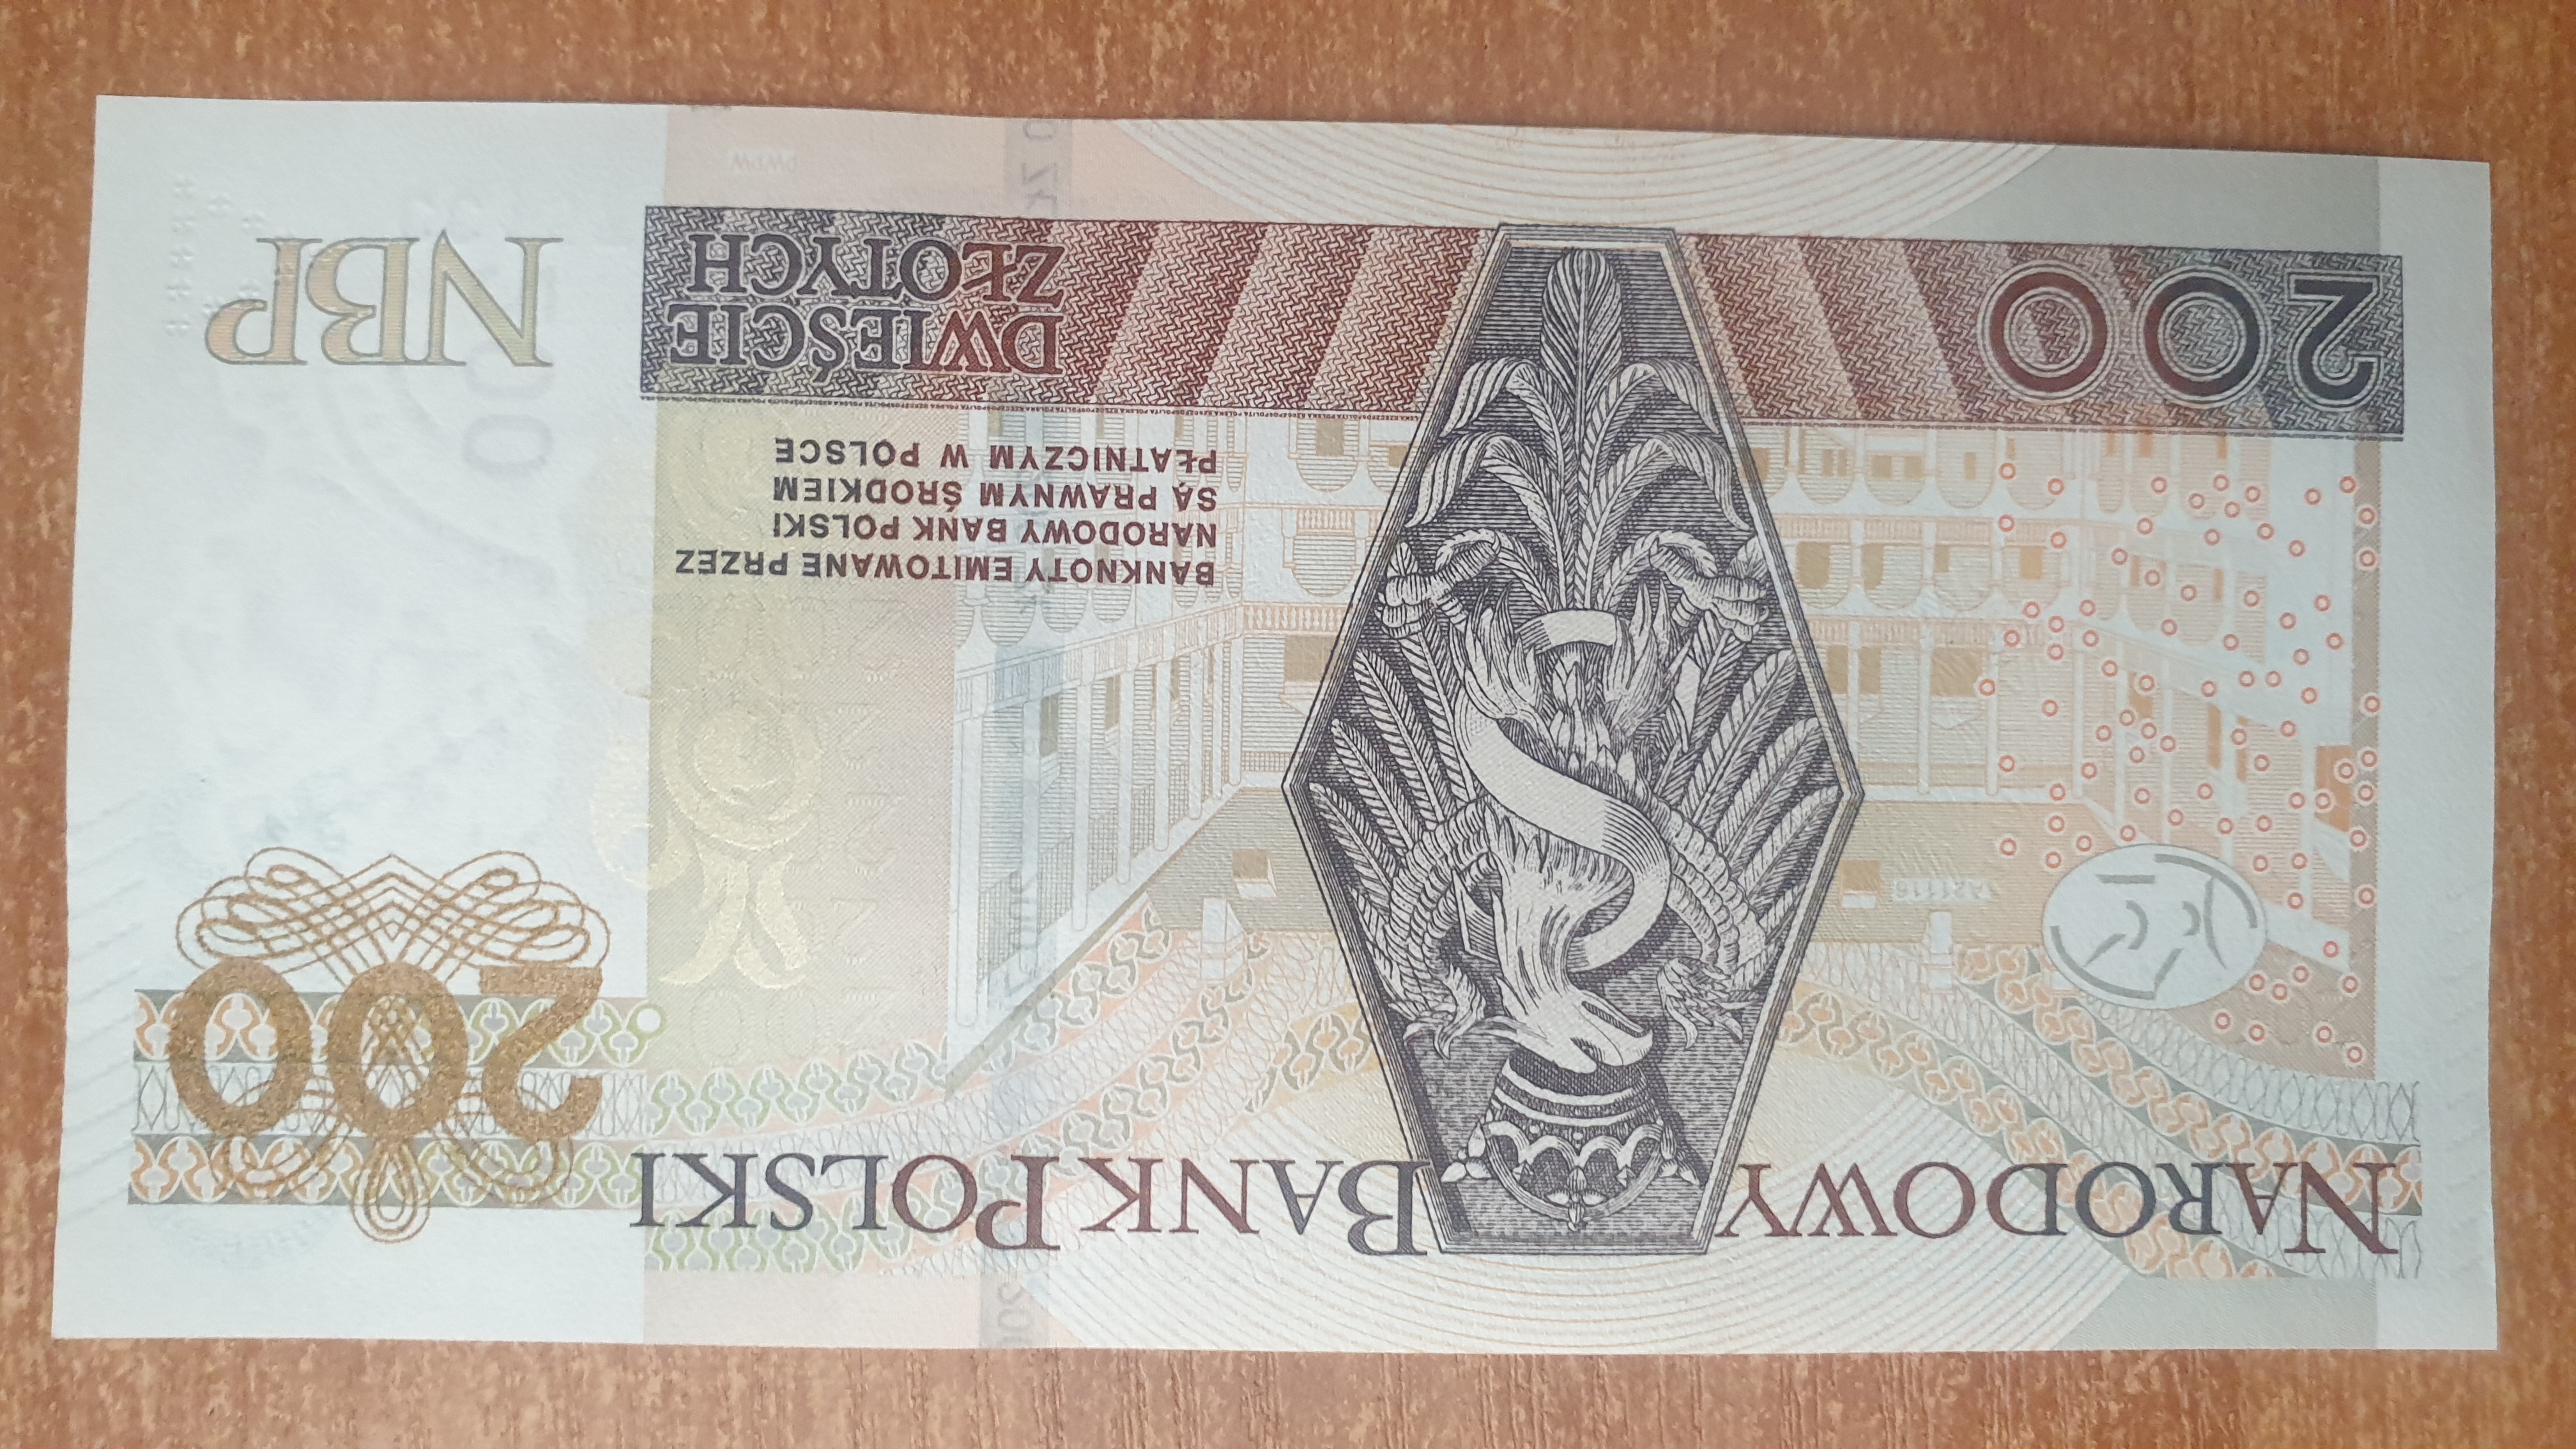 NARODOWY BANK POLSKI
200
NBP
BANKNOTY EMITOWANE PRZEZ
NARODOWY BANK POLSKI
SĄ PRAWNYM ŚRODKIEM
PŁATNICZYM W POLSCE
200
DWIEŚCIE
ZŁOTYCH